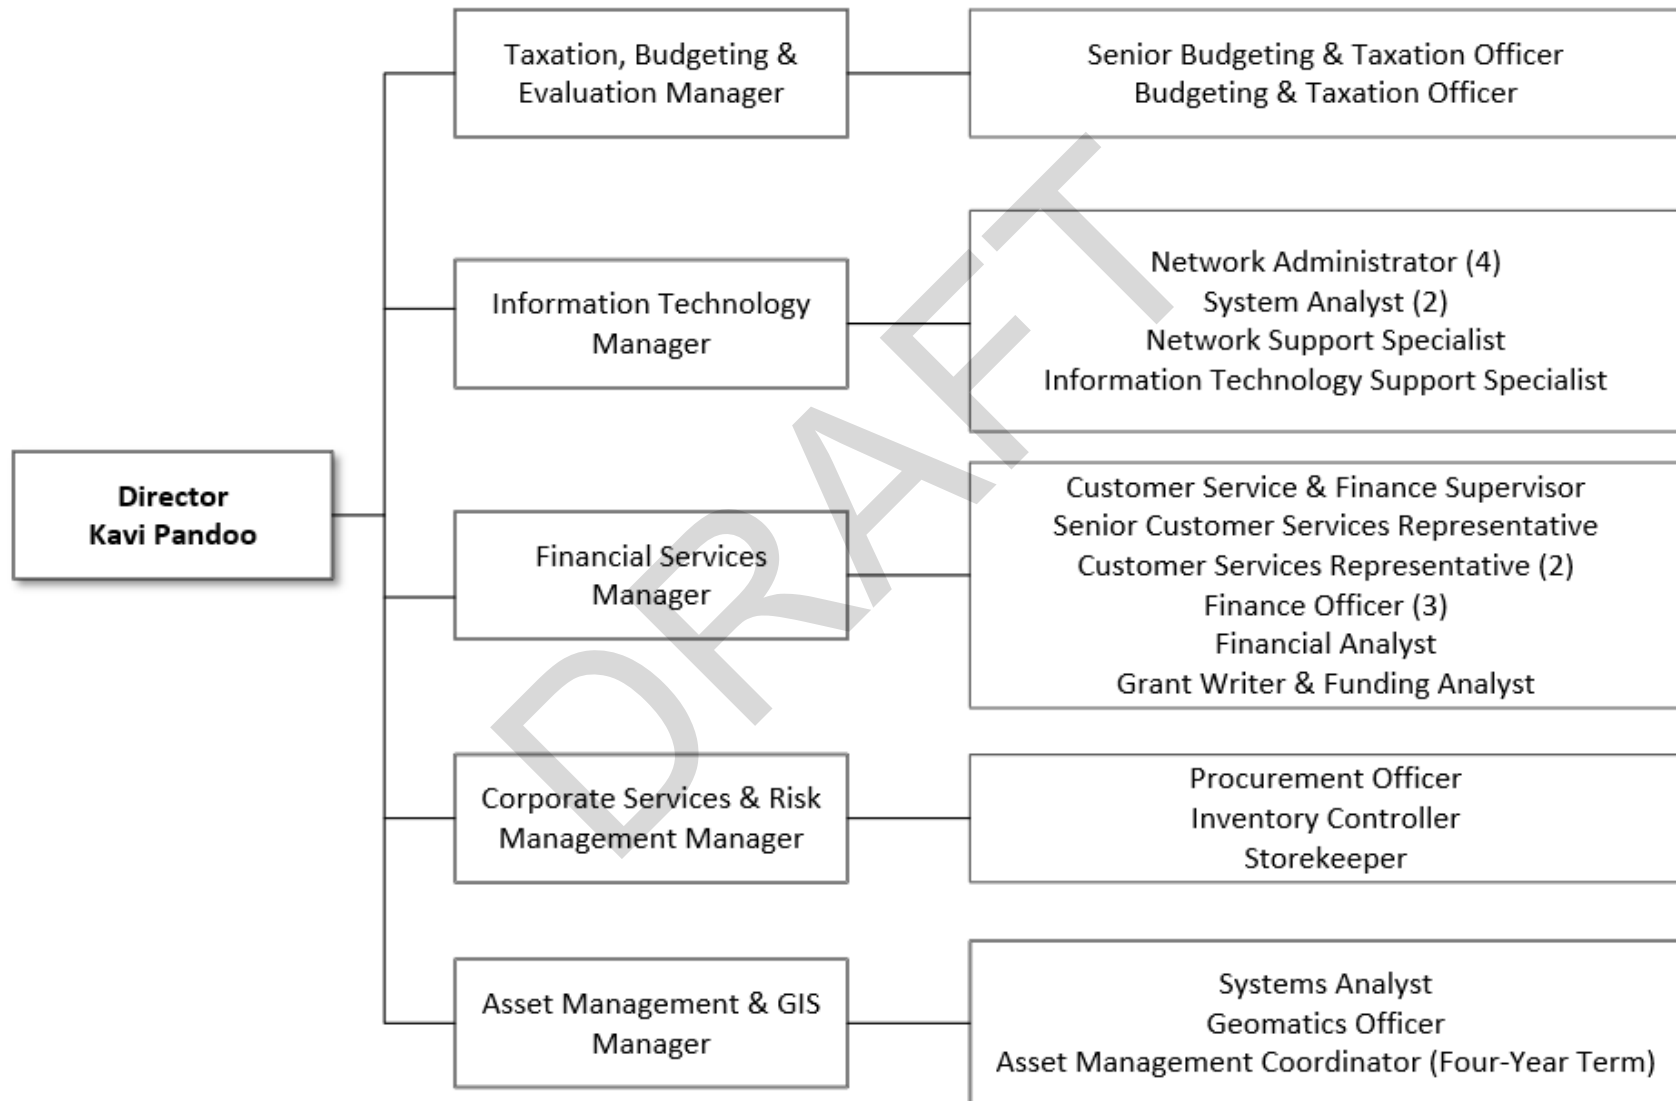 Taxation, Budgeting &
Evaluation Manager
Senior Budgeting & Taxation Officer
Budgeting & Taxation Officer
Information Technology
Manager
Network Administrator (4)
System Analyst (2)
Network Support Specialist
Information Technology Support Specialist
Director
Kavi Pandoo
Financial Services
Manager
Customer Service & Finance Supervisor
Senior Customer Services Representative
Customer Services Representative (2)
Finance Officer (3)
Financial Analyst
Grant Writer & Funding Analyst
Corporate Services & Risk
Management Manager
Procurement Officer
Inventory Controller
Storekeeper
Asset Management & GIS
Manager
Systems Analyst
Geomatics Officer
Asset Management Coordinator (Four-Year Term)
DRAFT